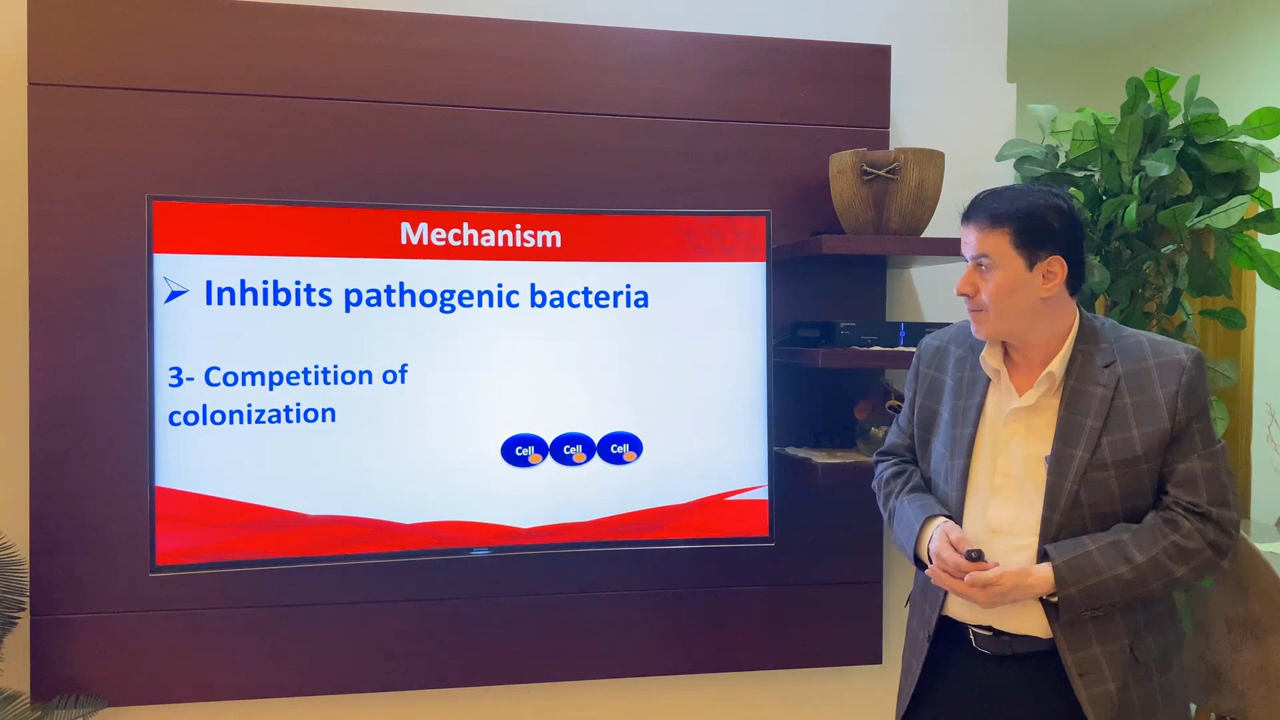 Mechanism
➢ Inhibits pathogenic bacteria
3- Competition of
colonization
Cell Cell Cell